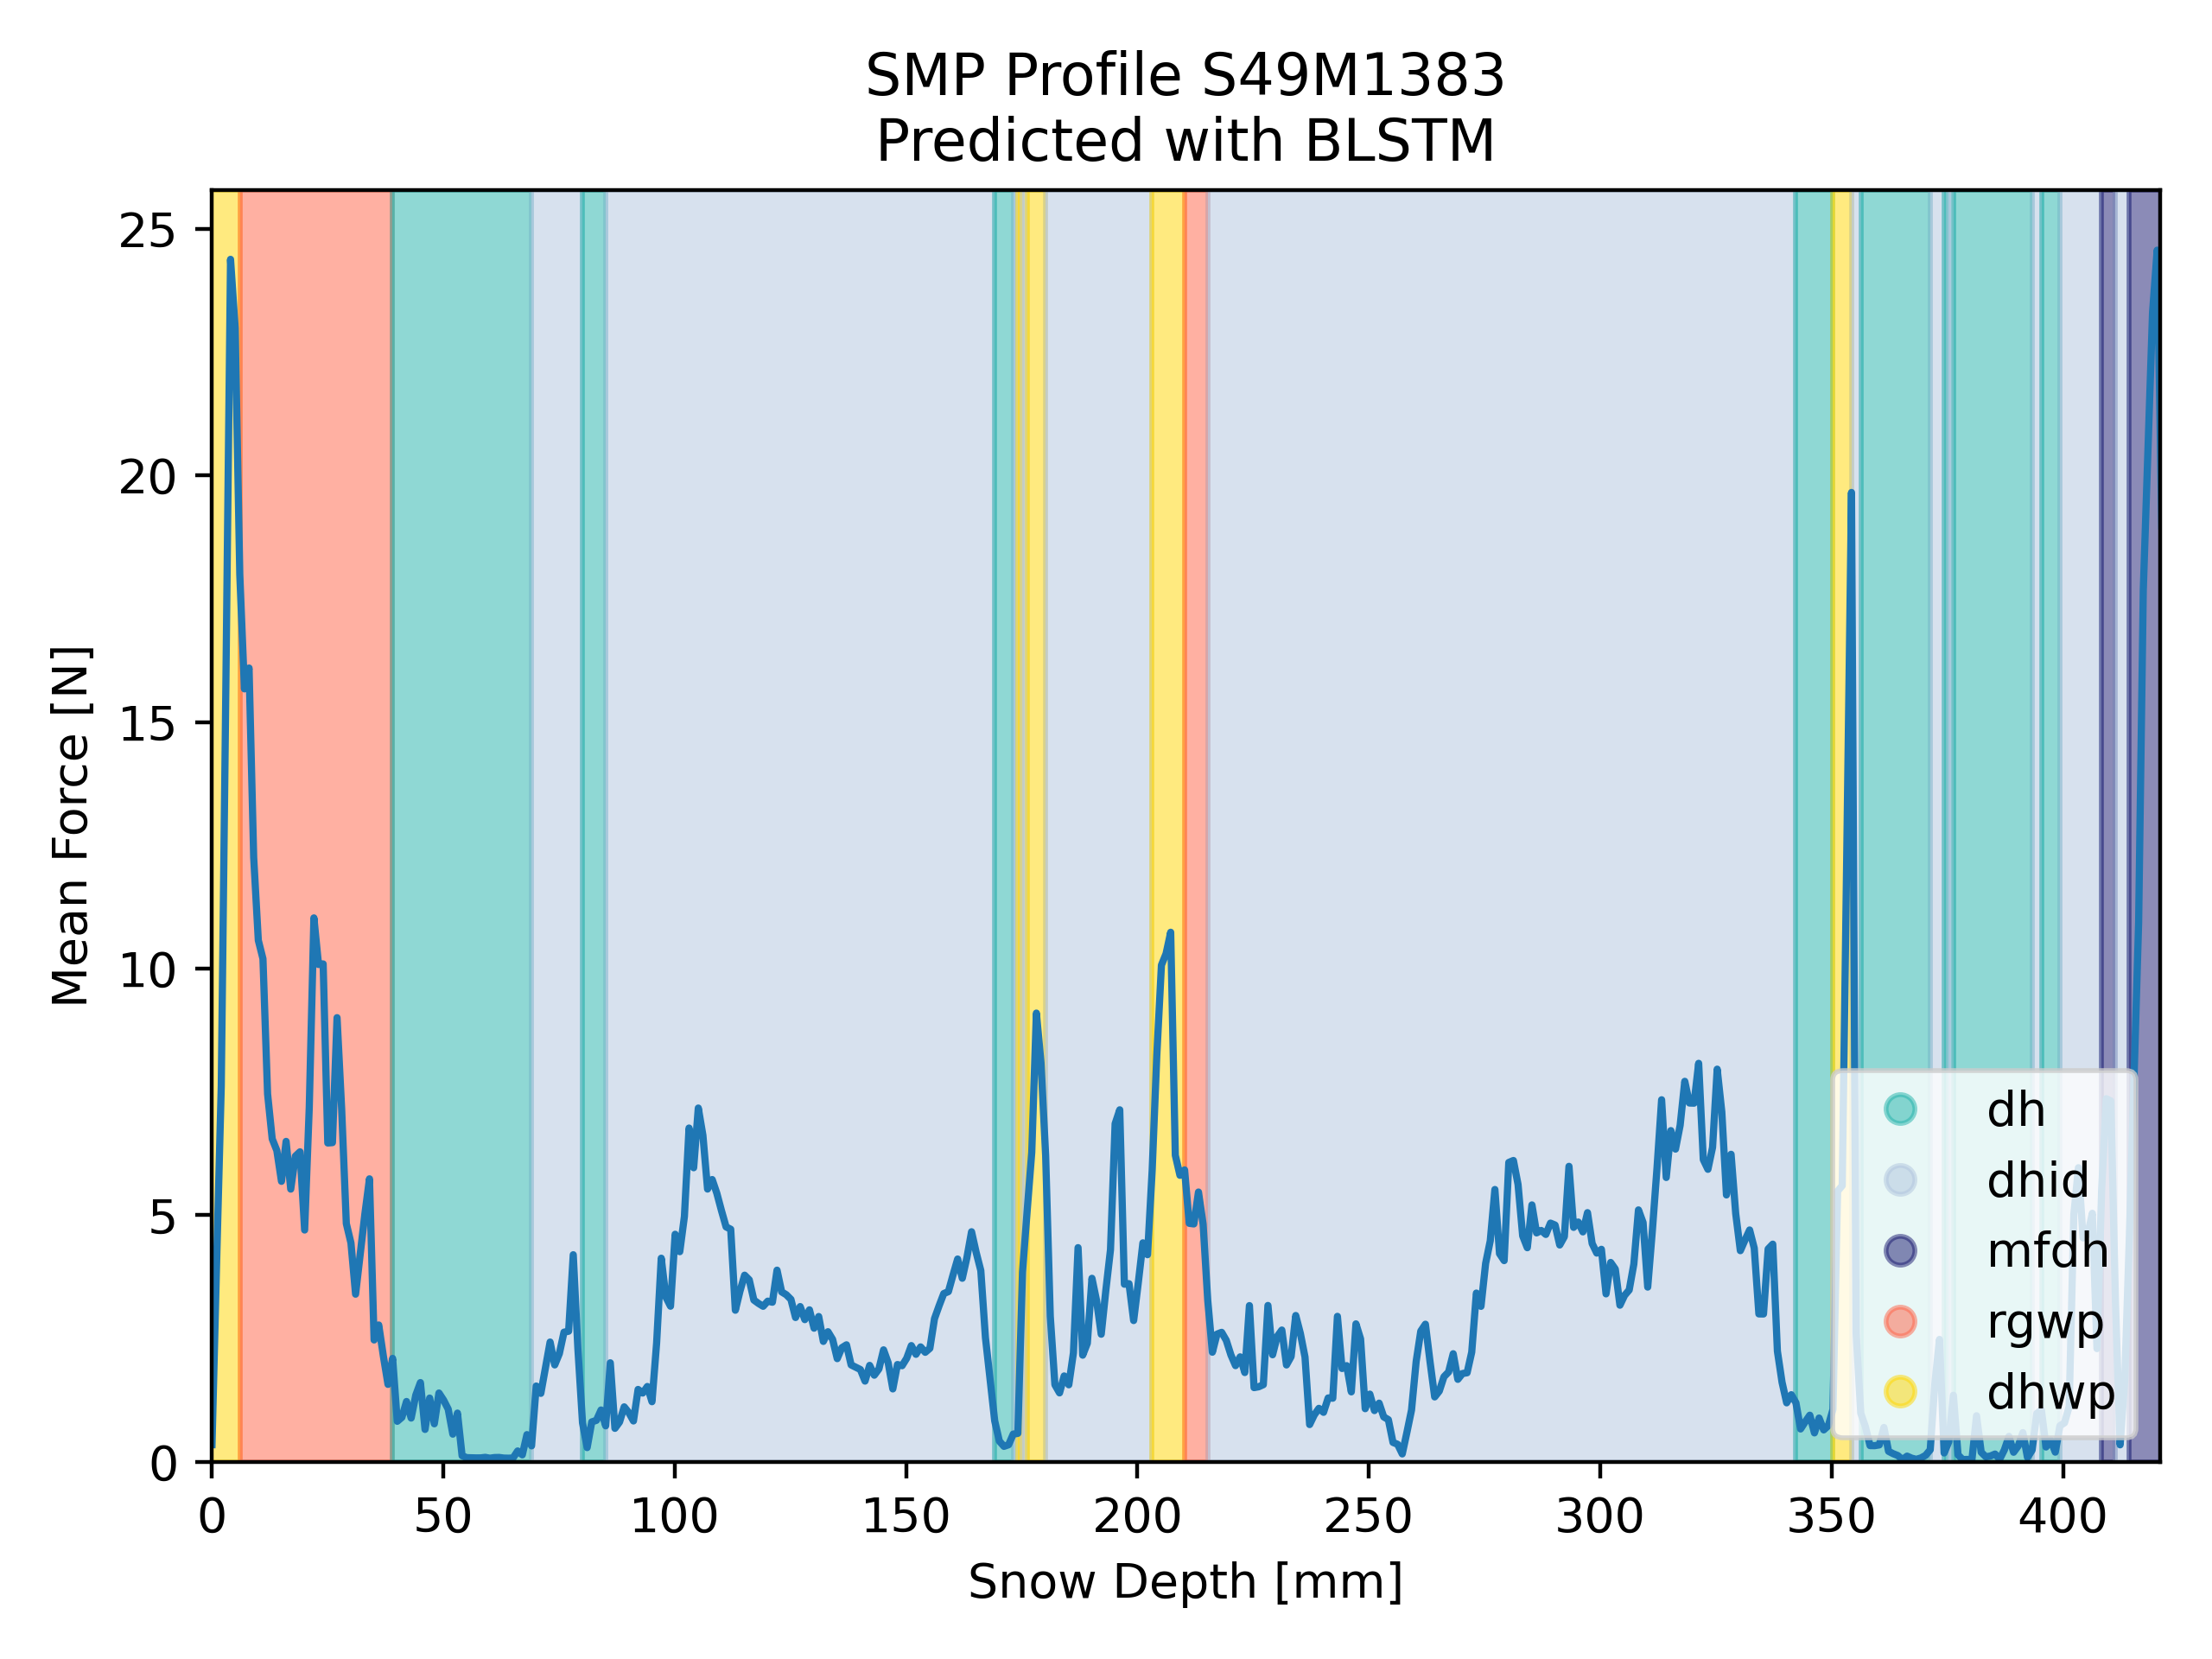 SMP Profile S49M1383
Predicted with BLSTM
Mean Force [N]
25
20
15
10
5
0
0 50 100 150 200 250 300 350 400
Snow Depth [mm]
dh
dhid
mfdh
rgwp
dhwp